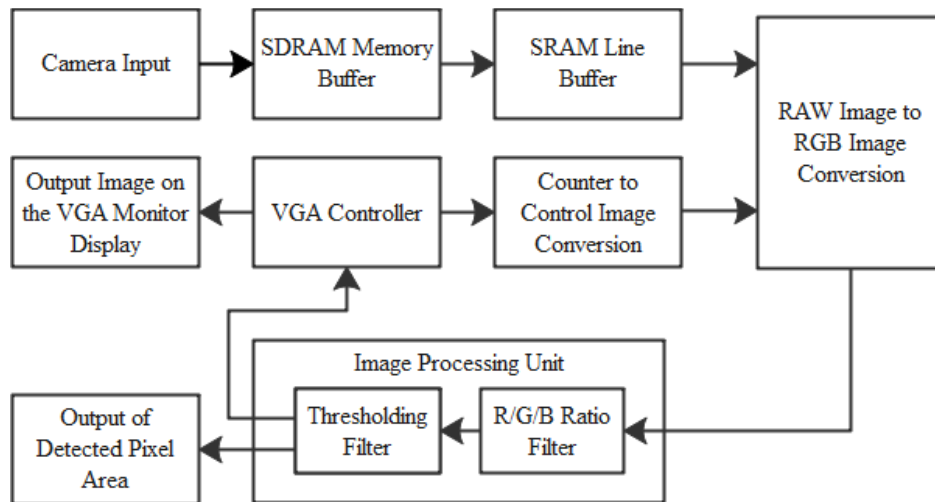 Camera Input
SDRAM Memory
Buffer
SRAM Line
Buffer
RAW Image to
RGB Image
Conversion
Output Image on
the VGA Monitor
Display
VGA Controller
Counter to
Control Image
Conversion
Image Processing Unit
Thresholding
Filter
R/G/B Ratio
Filter
Output of
Detected Pixel
Area